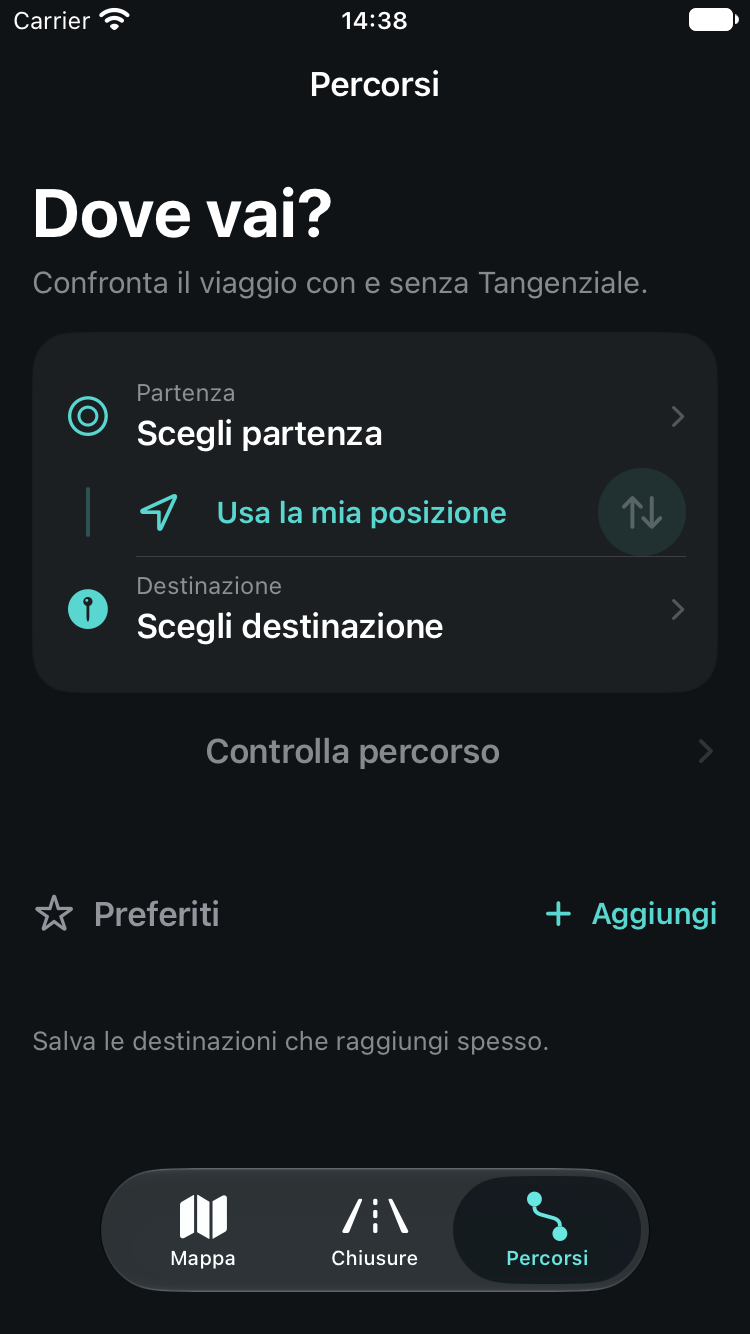 Carrier 14:38
Percorsi
Dove vai?
Confronta il viaggio con e senza Tangenziale.
Partenza
Scegli partenza
Usa la mia posizione
Destinazione
Scegli destinazione
Controlla percorso
Preferiti
Aggiungi
Salva le destinazioni che raggiungi spesso.
Mappa
Chiusure
Percorsi